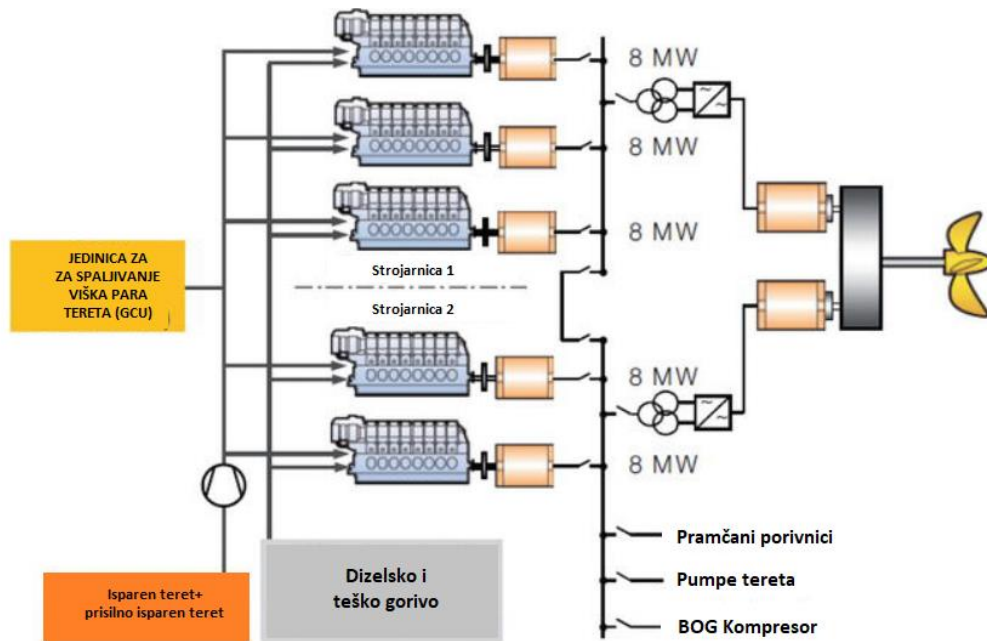 8 MW
8 MW
8 MW
JEDINICA ZA
ZA SPALJIVANJE
VIŠKA PARA
TERETA (GCU)
)
Strojarnica 1
Strojarnica 2
8 MW
8 MW
Isparen teret+
prisilno isparen teret
Dizelsko i
teško gorivo
Pramčani porivnici
Pumpe tereta
BOG Kompresor